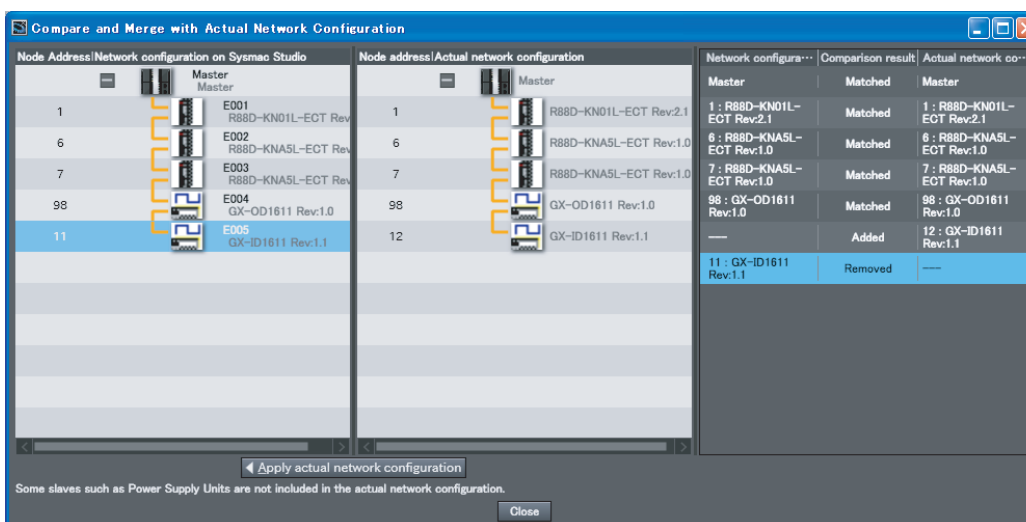 Compare and Merge with Actual Network Configuration
Node Address|Network configuration on Sysmac Studio
Master
Master
1
E001
R88D-KN01L-ECT Rev
6
E002
R88D-KNA5L-ECT Rev
7
E003
R88D-KNA5L-ECT Rev
98
E004
GX-OD1611 Rev:1.0
11
E005
GX-ID1611 Rev:1.1
Node address|Actual network configuration
Master
1
R88D-KN01L-ECT Rev:2.1
6
R88D-KNA5L-ECT Rev:1.0
7
R88D-KNA5L-ECT Rev:1.0
98
GX-OD1611 Rev:1.0
12
GX-ID1611 Rev:1.1
Network configura··· Comparison result Actual network co···
Master Matched Master
1 : R88D-KN01L-
ECT Rev:2.1
Matched
1 : R88D-KN01L-
ECT Rev:2.1
6 : R88D-KNA5L-
ECT Rev:1.0
Matched
6 : R88D-KNA5L-
ECT Rev:1.0
7 : R88D-KNA5L-
ECT Rev:1.0
Matched
7 : R88D-KNA5L-
ECT Rev:1.0
98 : GX-OD1611
Rev:1.0
Matched
98 : GX-OD1611
Rev:1.0
---
Added
12 : GX-ID1611
Rev:1.1
11 : GX-ID1611
Rev:1.1
Removed
---
Apply actual network configuration
Some slaves such as Power Supply Units are not included in the actual network configuration.
Close